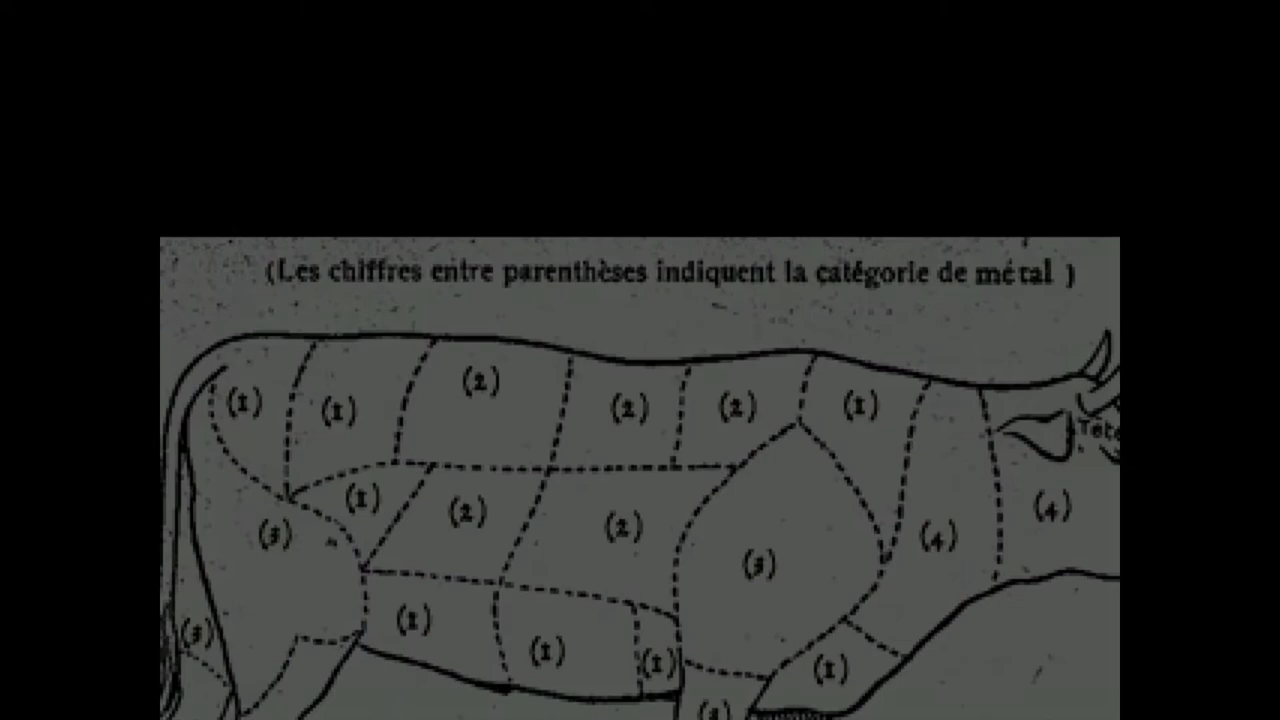 (Les chiffres entre parenthèses indiquent la catégorie de métal )
(1) (1) (2) (2) (2) (1)
Tête
(1) (2) (2) (4) (4)
(3) (3)
(3) (1) (1) (1) (1)